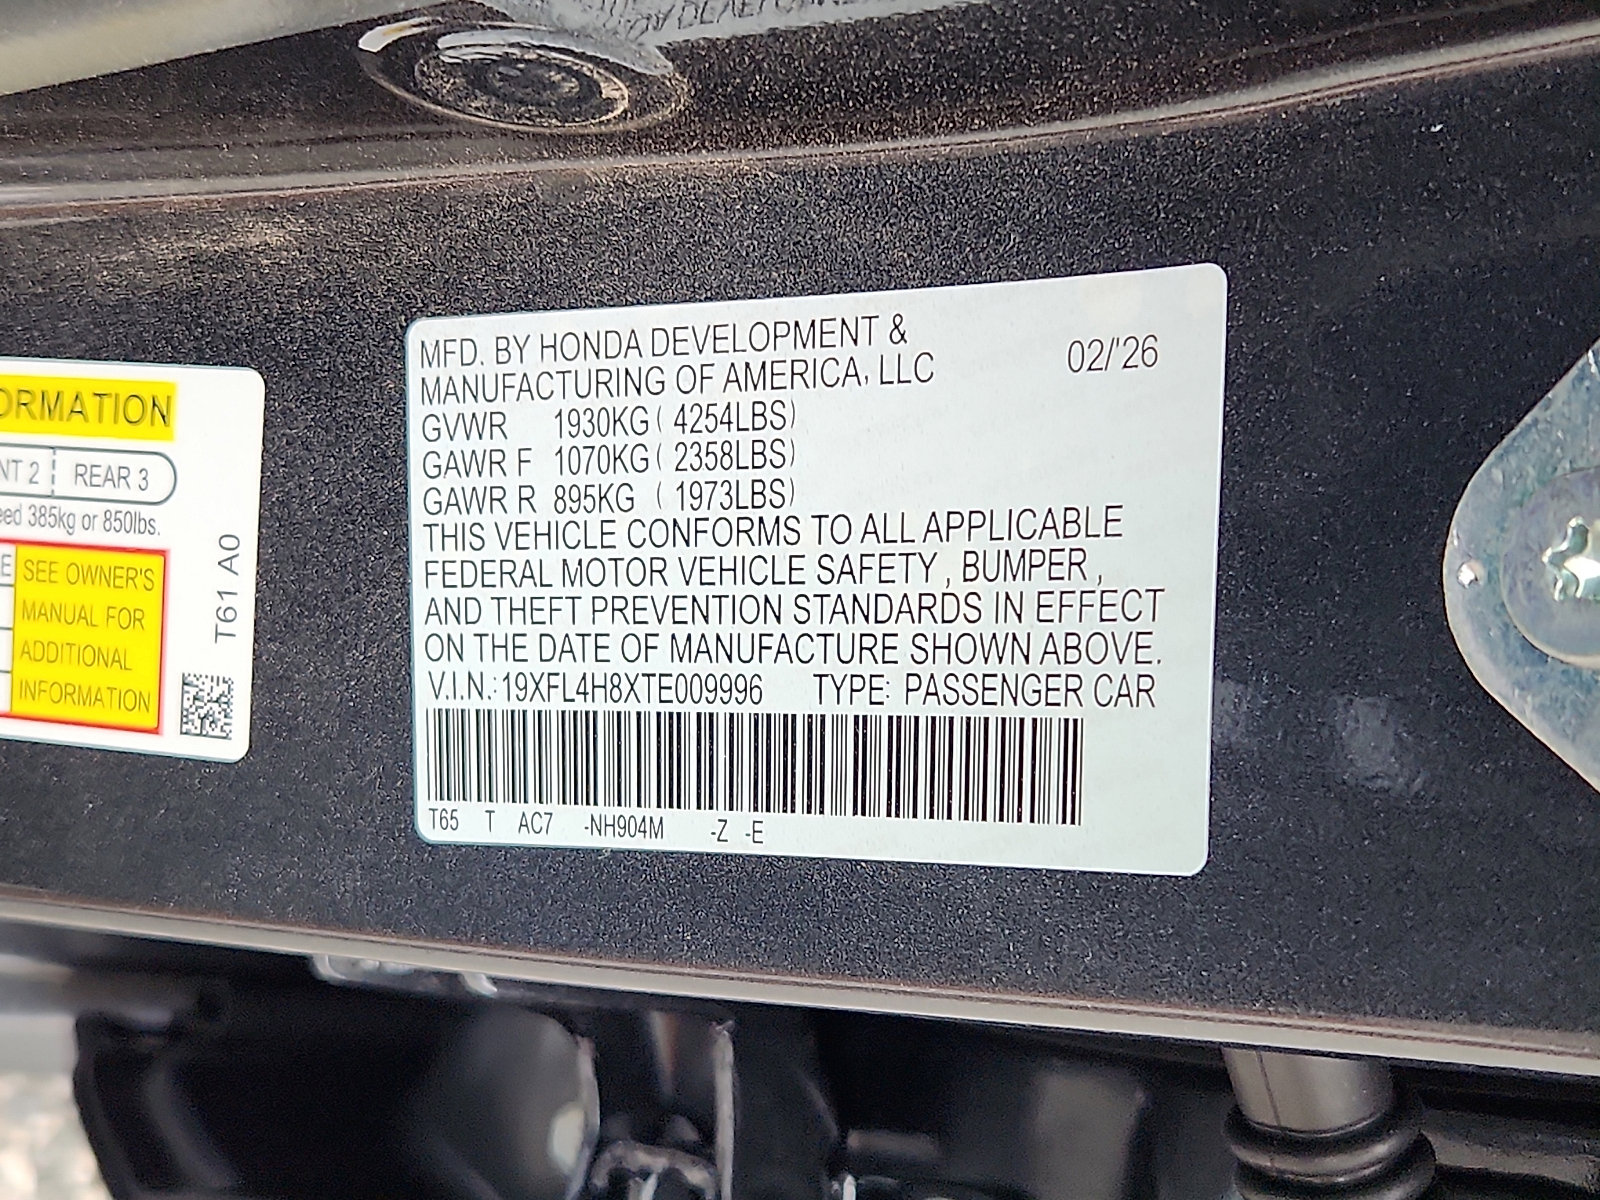 ORMATION
NT 2 REAR 3
eed 385kg or 850lbs.
E SEE OWNER'S
MANUAL FOR
ADDITIONAL
INFORMATION
T61 A0
MFD. BY HONDA DEVELOPMENT &
MANUFACTURING OF AMERICA, LLC 02/'26
GVWR 1930KG ( 4254LBS)
GAWR F 1070KG ( 2358LBS)
GAWR R 895KG ( 1973LBS)
THIS VEHICLE CONFORMS TO ALL APPLICABLE
FEDERAL MOTOR VEHICLE SAFETY , BUMPER ,
AND THEFT PREVENTION STANDARDS IN EFFECT
ON THE DATE OF MANUFACTURE SHOWN ABOVE.
V.I.N.: 19XFL4H8XTE009996 TYPE: PASSENGER CAR
T65 T AC7 -NH904M -Z -E